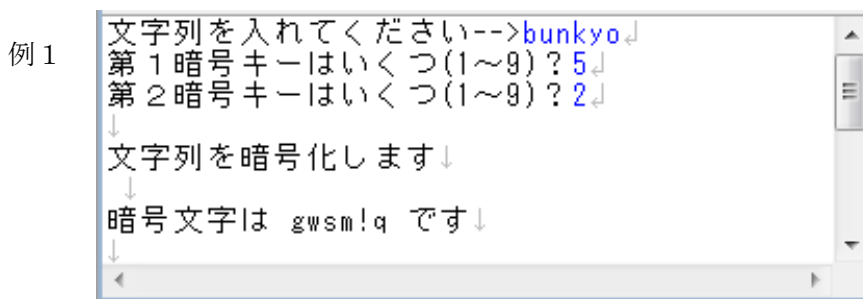 例１
文字列を入れてください-->bunkyo↲
第１暗号キーはいくつ(1～9)？5↲
第２暗号キーはいくつ(1～9)？2↲
↓
文字列を暗号化します↓
↓
暗号文字は gwsm!q です↓
↓